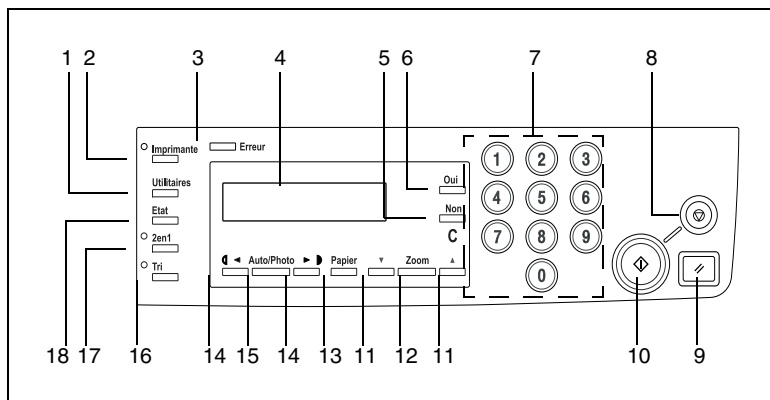 1 2 3 4 5 6 7 8
Imprimante Erreur
Utilitaires
Etat
2en1
Tri
Oui
Non
C
Auto/Photo Papier Zoom
1 2 3
4 5 6
7 8 9
0
18 17 16 14 15 14 13 11 12 11 10 9